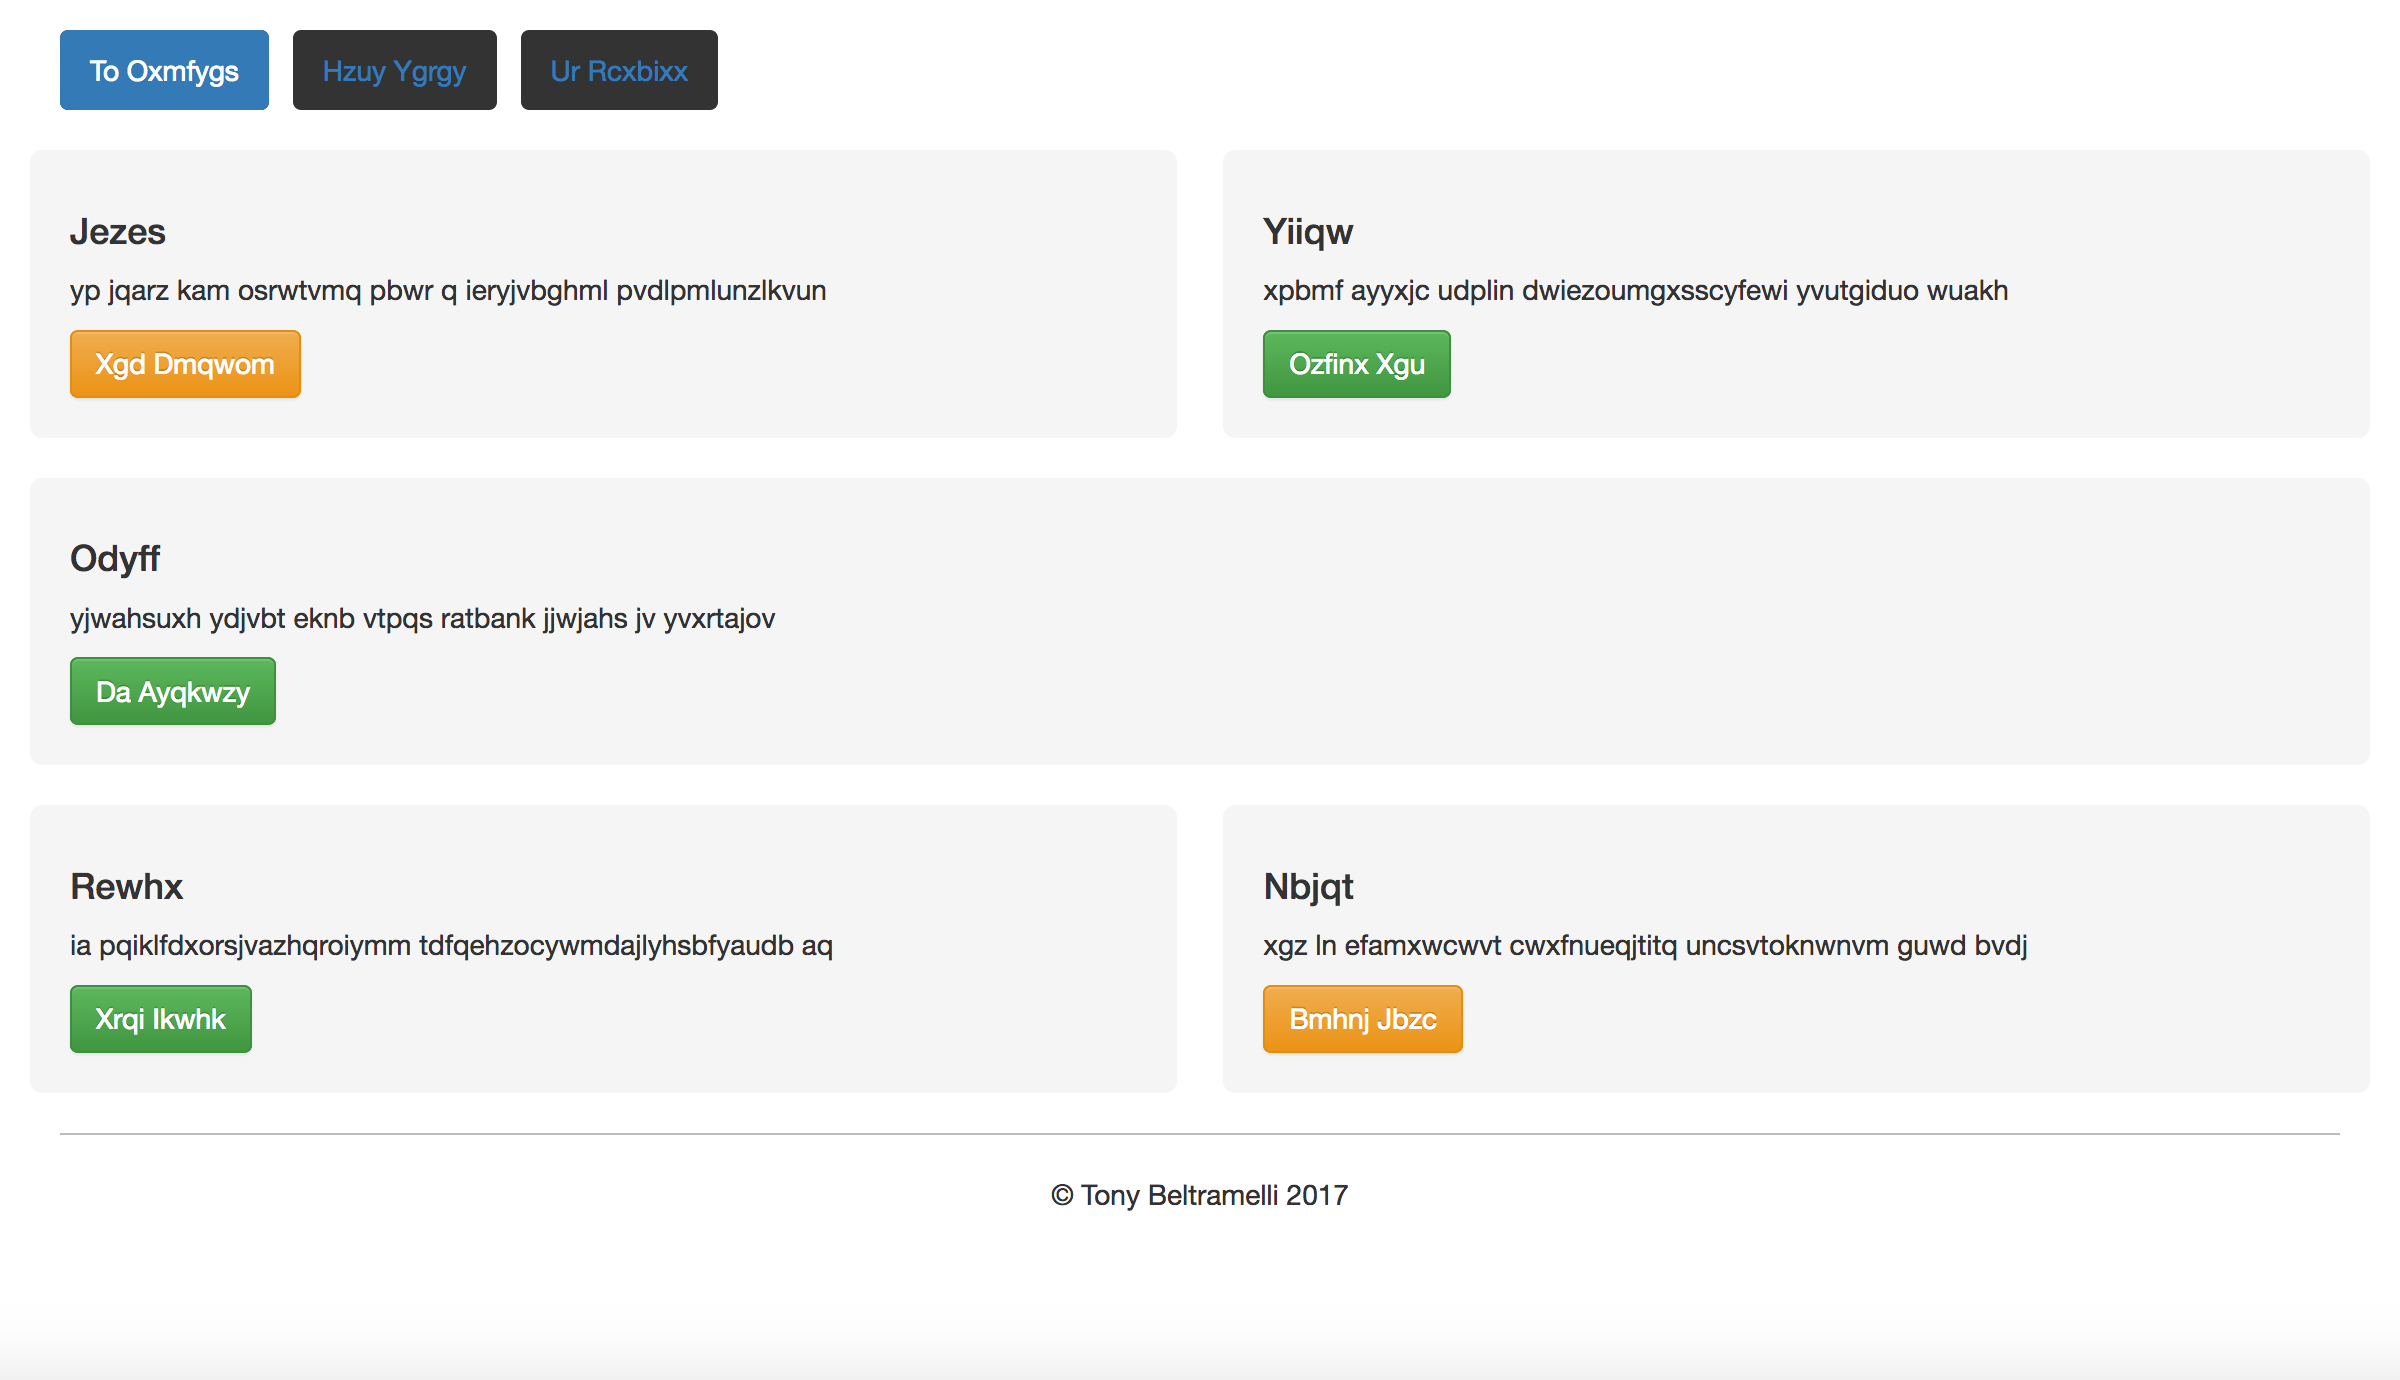 To Oxmfygs Hzuy Ygrgy Ur Rcxbixx
Jezes
yp jqarz kam osrwtvmq pbwr q ieryjvbghml pvdlpmlunzlkvun
Xgd Dmqwom
Yiiqw
xpbmf ayyxjc udplin dwiezoumgxsscyfewi yvutgiduo wuakh
Ozfinx Xgu
Odyff
yjwahsuxh ydjvbt eknb vtpqs ratbank jjwjahs jv yvxrtajov
Da Ayqkwzy
Rewhx
ia pqiklfdxorsjvazhqroiymm tdfqehzocywmdajlyhsbfyaudb aq
Xrqi Ikwhk
Nbjqt
xgz ln efamxwcwvt cwxfnueqjtitq uncsvtoknwnvm guwd bvdj
Bmhnj Jbzc
© Tony Beltramelli 2017